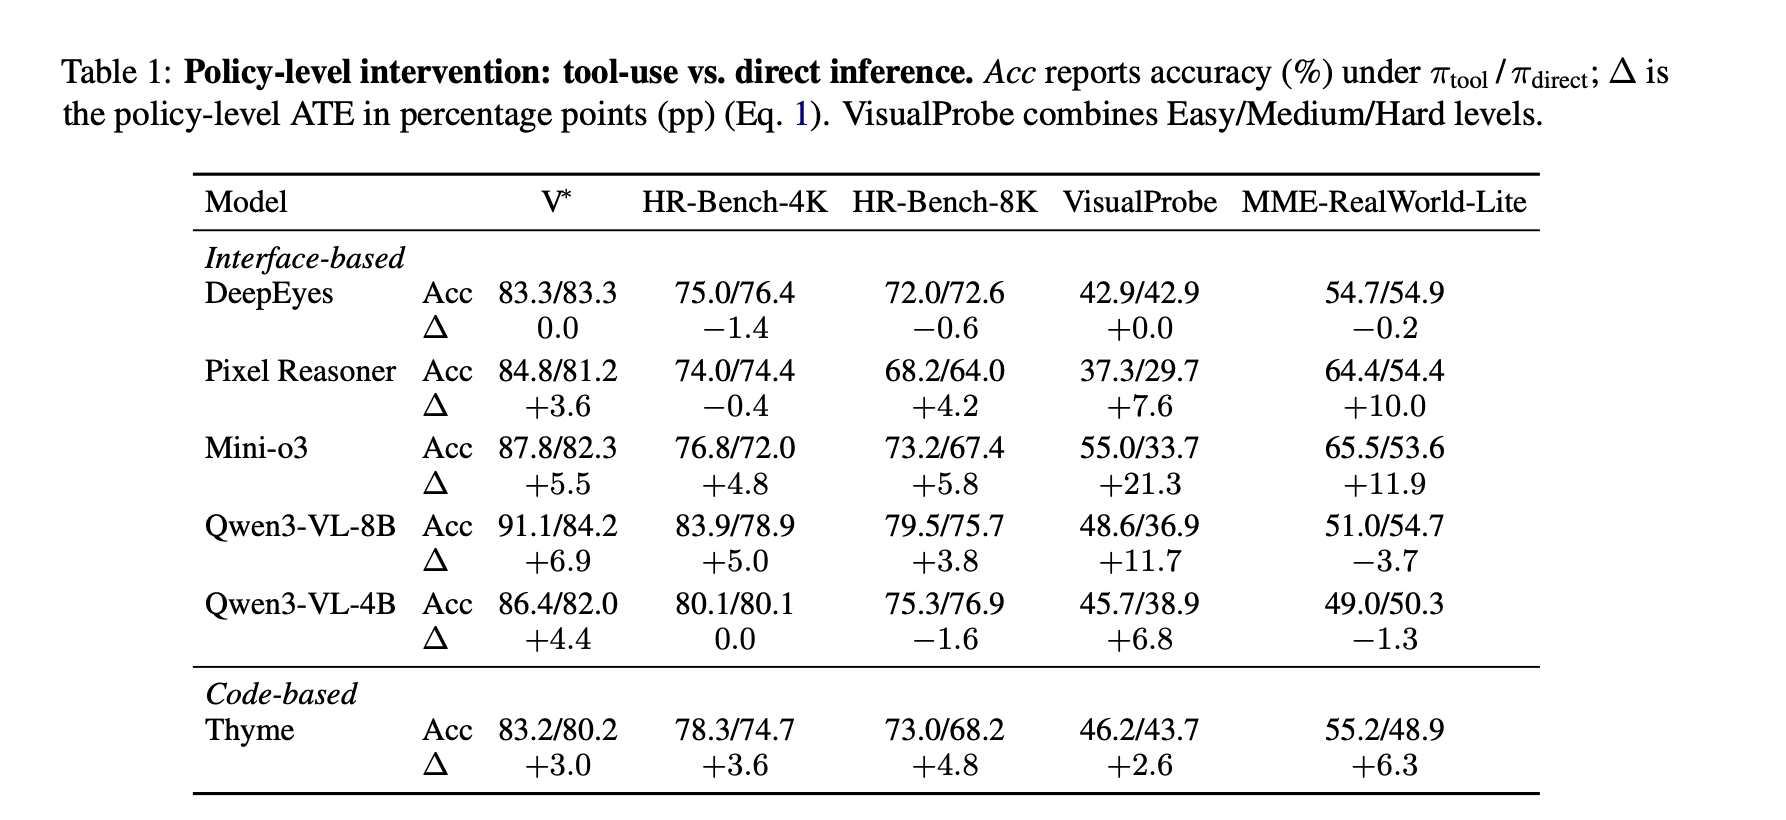 Table 1: Policy-level intervention: tool-use vs. direct inference. Acc reports accuracy (%) under π_tool / π_direct; Δ is
the policy-level ATE in percentage points (pp) (Eq. 1). VisualProbe combines Easy/Medium/Hard levels.
Model V* HR-Bench-4K HR-Bench-8K VisualProbe MME-RealWorld-Lite
Interface-based
DeepEyes Acc 83.3/83.3 75.0/76.4 72.0/72.6 42.9/42.9 54.7/54.9
Δ 0.0 −1.4 −0.6 +0.0 −0.2
Pixel Reasoner Acc 84.8/81.2 74.0/74.4 68.2/64.0 37.3/29.7 64.4/54.4
Δ +3.6 −0.4 +4.2 +7.6 +10.0
Mini-o3 Acc 87.8/82.3 76.8/72.0 73.2/67.4 55.0/33.7 65.5/53.6
Δ +5.5 +4.8 +5.8 +21.3 +11.9
Qwen3-VL-8B Acc 91.1/84.2 83.9/78.9 79.5/75.7 48.6/36.9 51.0/54.7
Δ +6.9 +5.0 +3.8 +11.7 −3.7
Qwen3-VL-4B Acc 86.4/82.0 80.1/80.1 75.3/76.9 45.7/38.9 49.0/50.3
Δ +4.4 0.0 −1.6 +6.8 −1.3
Code-based
Thyme Acc 83.2/80.2 78.3/74.7 73.0/68.2 46.2/43.7 55.2/48.9
Δ +3.0 +3.6 +4.8 +2.6 +6.3